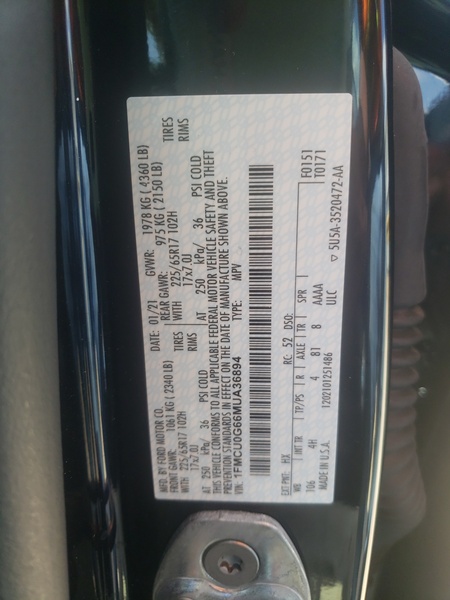 MFD. BY FORD MOTOR CO.
DATE: 01/21 GVWR: 1978 KG ( 4360 LB)
FRONT GAWR: 1061 KG ( 2340 LB) REAR GAWR: 975 KG ( 2150 LB)
WITH 225/65R17 102H TIRES WITH 225/65R17 102H TIRES
17x7.0J RIMS 17x7.0J RIMS
AT 250 kPa/ 36 PSI COLD AT 250 kPa/ 36 PSI COLD
THIS VEHICLE CONFORMS TO ALL APPLICABLE FEDERAL MOTOR VEHICLE SAFETY AND THEFT
PREVENTION STANDARDS IN EFFECT ON THE DATE OF MANUFACTURE SHOWN ABOVE.
VIN: 1FMCU0G66MUA36894 TYPE: MPV
EXT PNT: HX RC: 52 DSO: F0151
WB INT TR TP/PS R AXLE TR SPR T0171
106 4H 4 81 8 AAAA
ULC
MADE IN U.S.A. 12021012S1486 ▽ 5U5A-3520472-AA